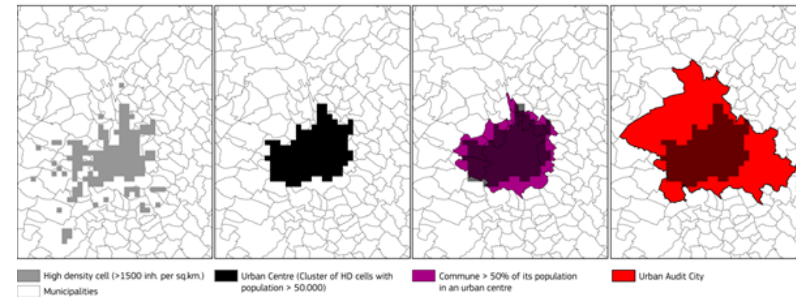 High density cell (>1500 inh. per sq.km.)
Municipalities
Urban Centre (Cluster of HD cells with
population > 50.000)
Commune > 50% of its population
in an urban centre
Urban Audit City